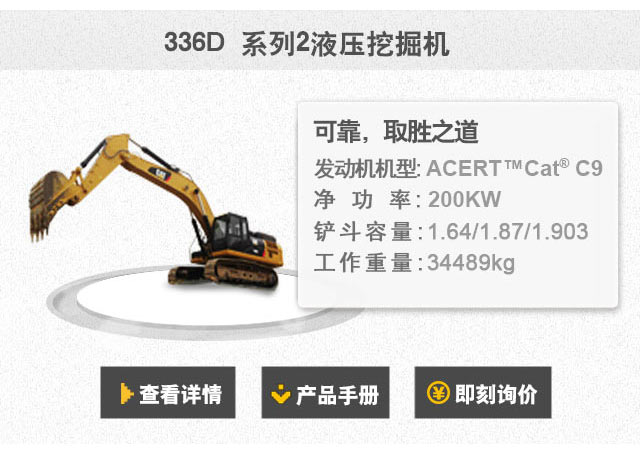 336D 系列2液压挖掘机
可靠，取胜之道
发动机机型: ACERT™Cat® C9
净 功 率: 200KW
铲斗容量:1.64/1.87/1.903
工作重量:34489kg
CAT
查看详情
产品手册
即刻询价